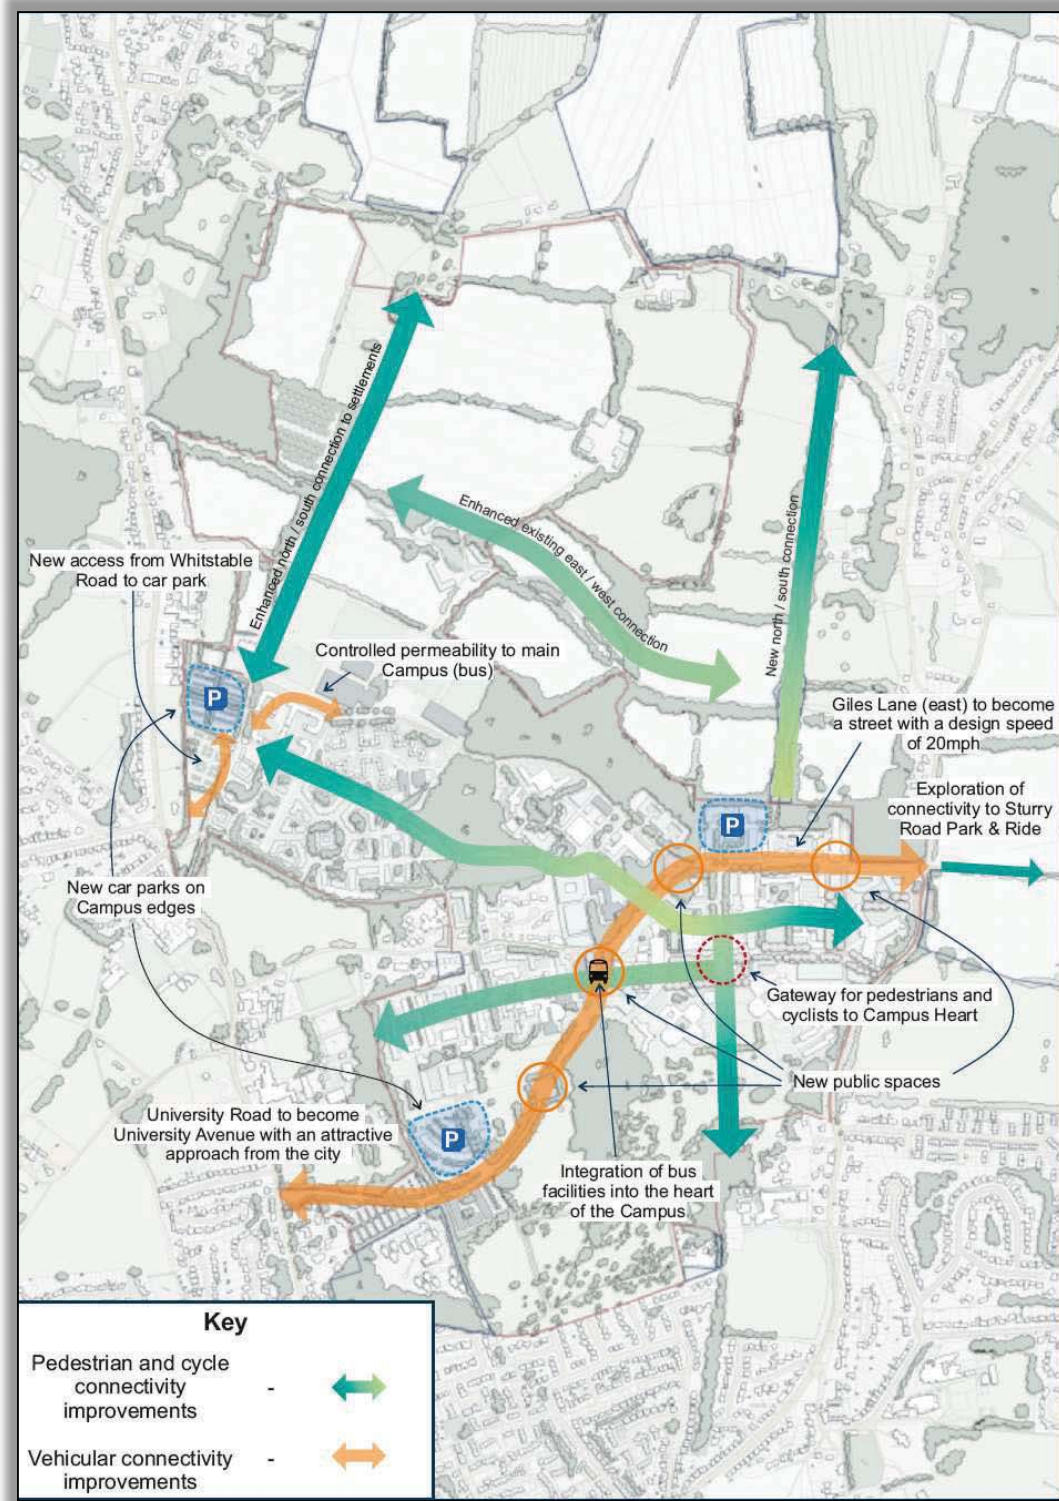 Enhanced north / south connection to settlements
Enhanced existing east / west connection
New north / south connection
New access from Whitstable
Road to car park
Controlled permeability to main
Campus (bus)
P
Giles Lane (east) to become
a street with a design speed
of 20mph
Exploration of
connectivity to Sturry
Road Park & Ride
P
New car parks on
Campus edges
Gateway for pedestrians and
cyclists to Campus Heart
New public spaces
University Road to become
University Avenue with an attractive
approach from the city
P
Integration of bus
facilities into the heart
of the Campus
Key
Pedestrian and cycle
connectivity -
improvements
Vehicular connectivity -
improvements